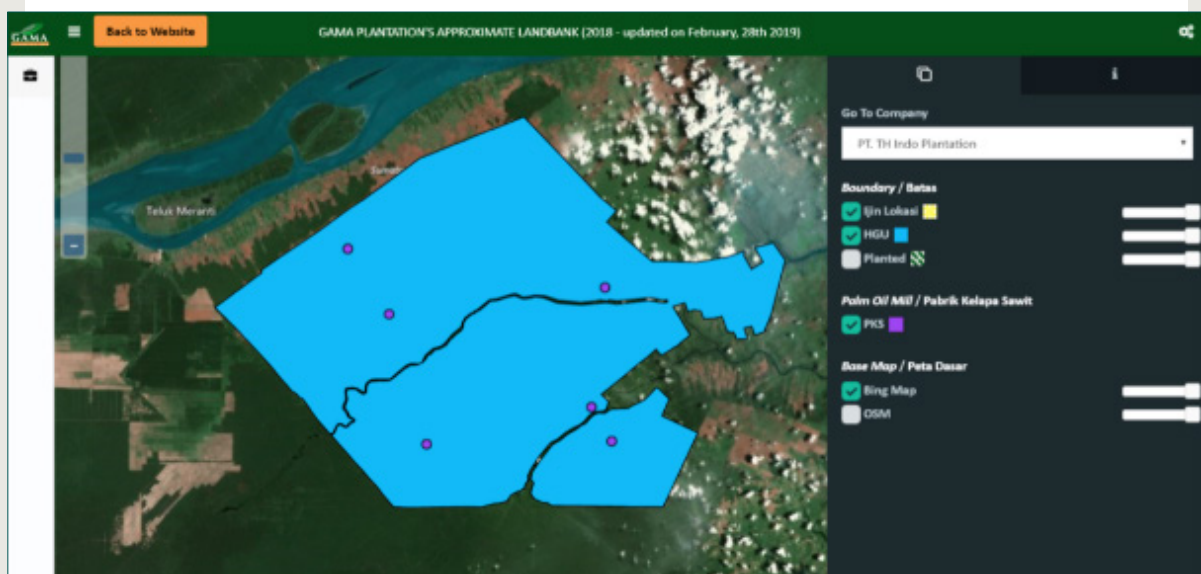 GAMA
Back to Website
GAMA PLANTATION'S APPROXIMATE LANDBANK (2018 - updated on February, 28th 2019)
Go To Company
PT. TH Indo Plantation
Boundary / Batas
Ijin Lokasi
HGU
Planted
Palm Oil Mill / Pabrik Kelapa Sawit
PKS
Base Map / Peta Dasar
Bing Map
OSM
Teluk Meranti